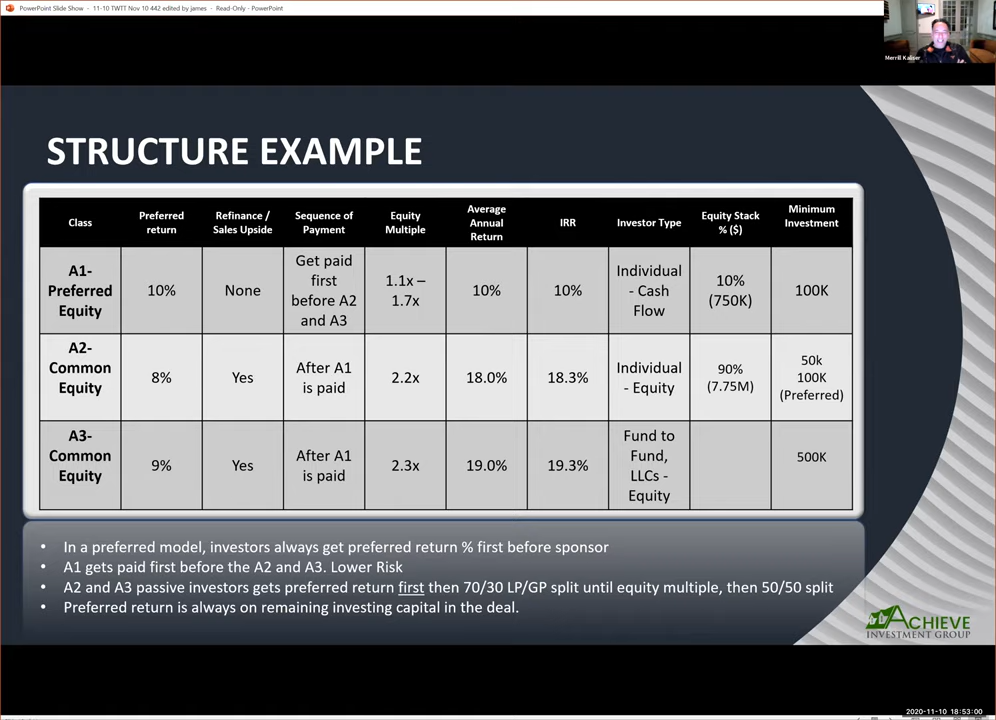 PowerPoint Slide Show - 11-10 TWTT Nov 10 442 edited by james - Read-Only - PowerPoint
Merrill Kaliser
STRUCTURE EXAMPLE
Class
Preferred
return
Refinance /
Sales Upside
Sequence of
Payment
Equity
Multiple
Average
Annual
Return
IRR
Investor Type
Equity Stack
% ($)
Minimum
Investment
A1-
Preferred
Equity
10%
None
Get paid
first
before A2
and A3
1.1x –
1.7x
10%
10%
Individual
- Cash
Flow
10%
(750K)
100K
A2-
Common
Equity
8%
Yes
After A1
is paid
2.2x
18.0%
18.3%
Individual
- Equity
90%
(7.75M)
50k
100K
(Preferred)
A3-
Common
Equity
9%
Yes
After A1
is paid
2.3x
19.0%
19.3%
Fund to
Fund,
LLCs -
Equity
500K
• In a preferred model, investors always get preferred return % first before sponsor
• A1 gets paid first before the A2 and A3. Lower Risk
• A2 and A3 passive investors gets preferred return first then 70/30 LP/GP split until equity multiple, then 50/50 split
• Preferred return is always on remaining investing capital in the deal.
ACHIEVE
INVESTMENT GROUP
2020-11-10 18:53:00